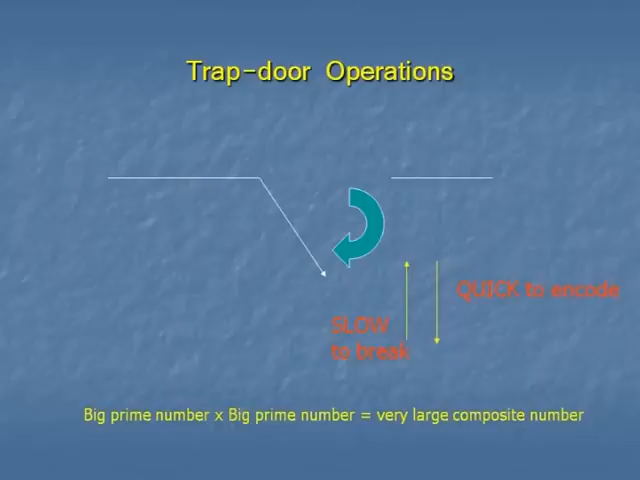 Trap-door Operations
QUICK to encode
SLOW
to break
Big prime number x Big prime number = very large composite number